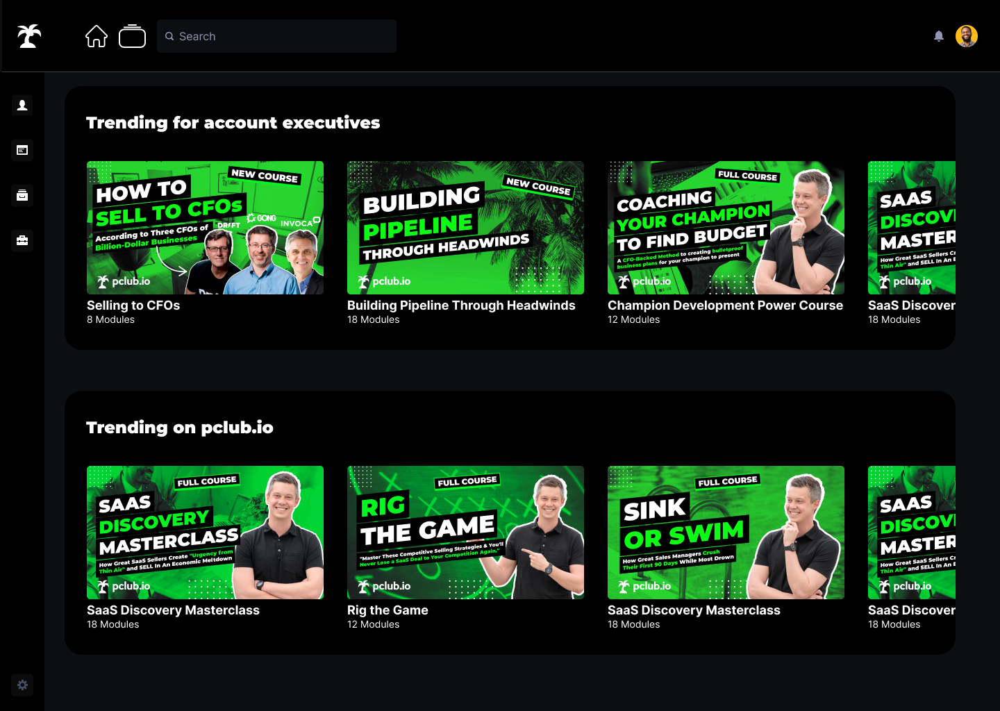 Search
Trending for account executives
NEW COURSE
HOW TO
SELL TO CFOs
According to Three CFOs of
Billion-Dollar Businesses
DRIFT
GONG
INVOCA
pclub.io
Selling to CFOs
8 Modules
NEW COURSE
BUILDING
PIPELINE
THROUGH HEADWINDS
pclub.io
Building Pipeline Through Headwinds
18 Modules
FULL COURSE
COACHING
YOUR CHAMPION
TO FIND BUDGET
A CFO-Backed Method to creating bulletproof
business plans for your champion to present
pclub.io
Champion Development Power Course
12 Modules
SAAS
DISCOV
MASTER
How Great SaaS Sellers Cr
Thin Air" and SELL In An E
pclub.io
SaaS Discover
18 Modules
Trending on pclub.io
FULL COURSE
SAAS
DISCOVERY
MASTERCLASS
How Great SaaS Sellers Create "Urgency from
Thin Air" and SELL In An Economic Meltdown
pclub.io
SaaS Discovery Masterclass
18 Modules
FULL COURSE
RIG
THE GAME
"Master These Competitive Selling Strategies & You'll
Never Lose a SaaS Deal to Your Competition Again."
pclub.io
Rig the Game
12 Modules
FULL COURSE
SINK
OR SWIM
How Great Sales Managers Crush
Their First 90 Days While Most Drown
pclub.io
SaaS Discovery Masterclass
18 Modules
SAAS
DISCOV
MASTER
How Great SaaS Sellers Cr
Thin Air" and SELL In An E
pclub.io
SaaS Discover
18 Modules